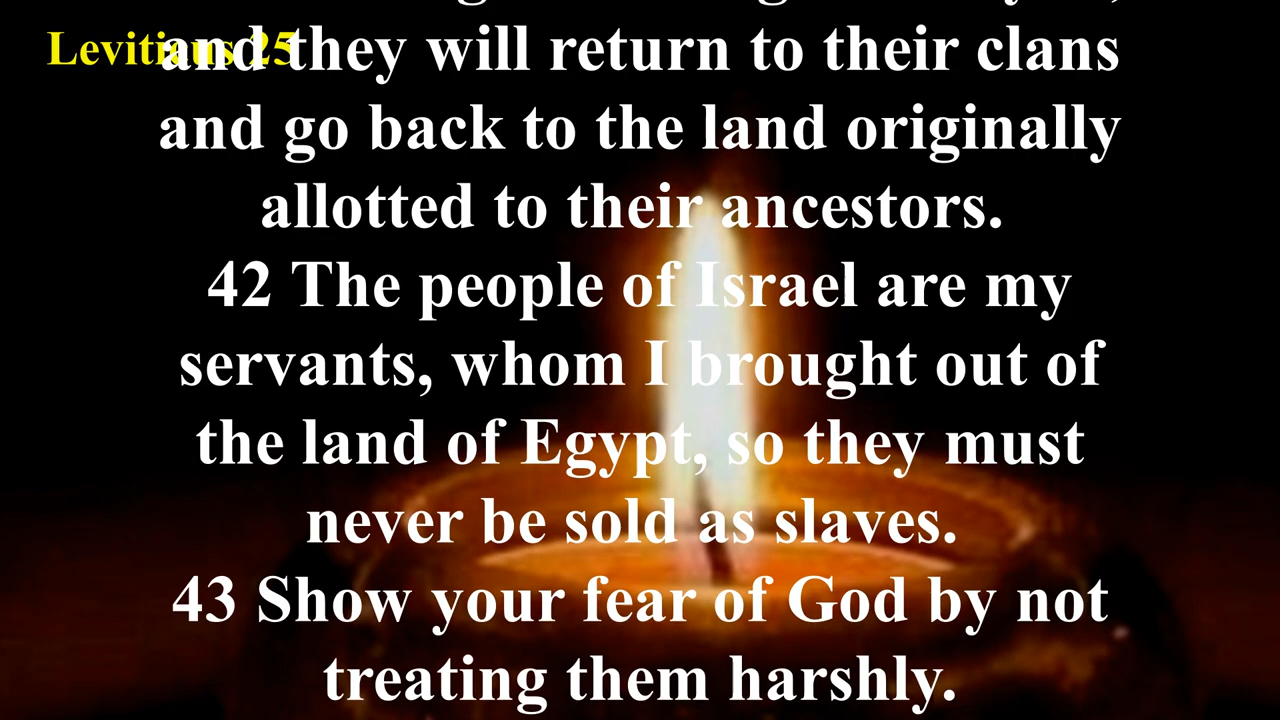 Leviticus 25
and they will return to their clans
and go back to the land originally
allotted to their ancestors.
42 The people of Israel are my
servants, whom I brought out of
the land of Egypt, so they must
never be sold as slaves.
43 Show your fear of God by not
treating them harshly.